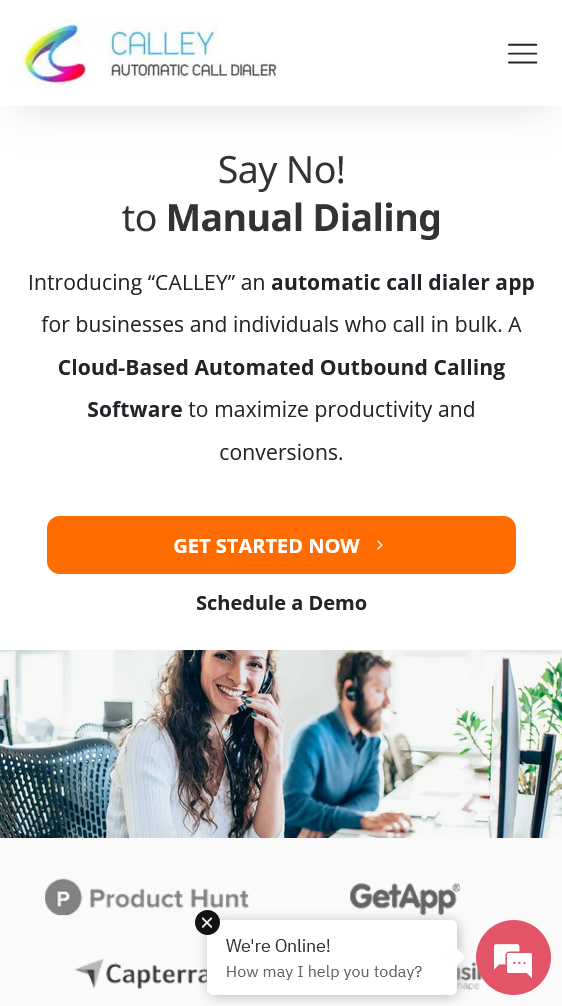 CALLEY
AUTOMATIC CALL DIALER
Say No!
to Manual Dialing
Introducing “CALLEY” an automatic call dialer app
for businesses and individuals who call in bulk. A
Cloud-Based Automated Outbound Calling
Software to maximize productivity and
conversions.
GET STARTED NOW
Schedule a Demo
P Product Hunt
GetApp®
Capterra
We're Online!
How may I help you today?